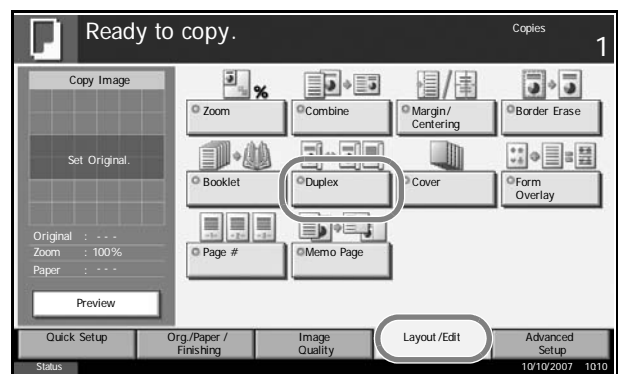 Ready to copy.
Copies
1
Copy Image
%
Zoom
Combine
Margin/
Centering
Border Erase
Set Original.
Booklet
Duplex
Cover
Form
Overlay
Original : - - -
Zoom : 100%
Paper : - - -
Page #
Memo Page
Preview
Quick Setup
Org./Paper /
Finishing
Image
Quality
Layout /Edit
Advanced
Setup
Status
10/10/2007 1010